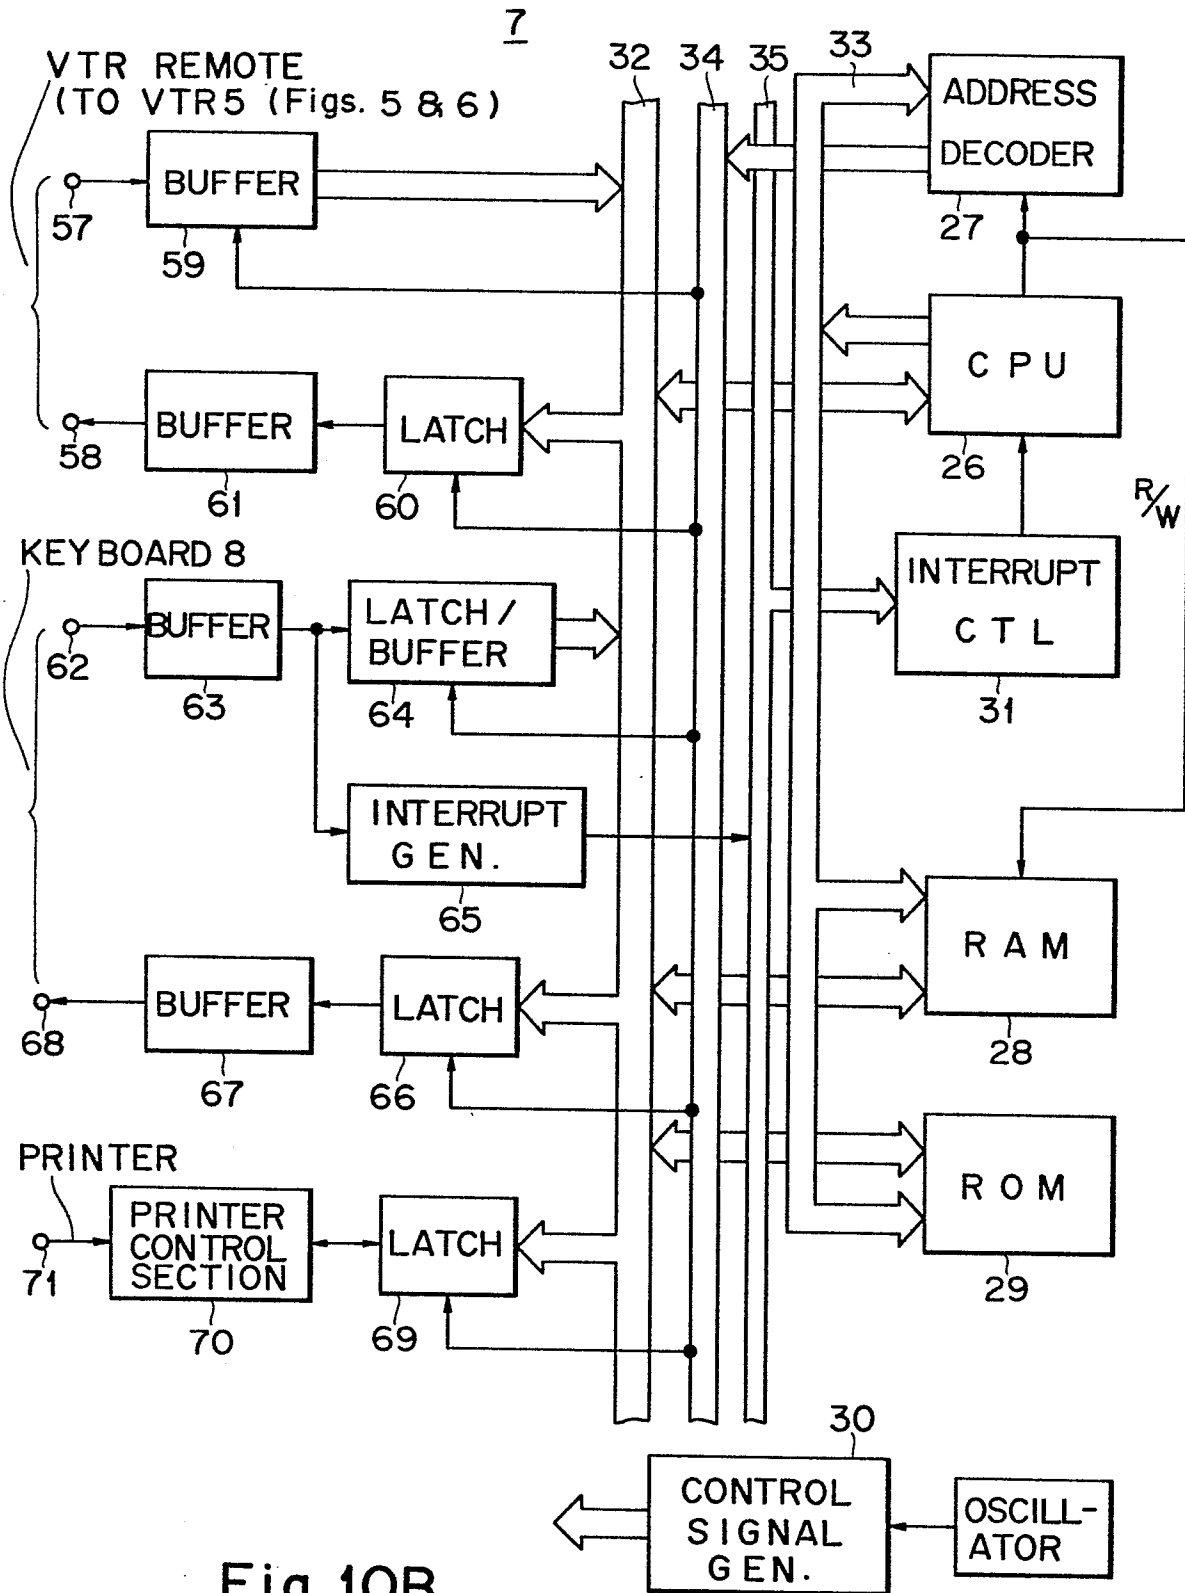 7
VTR REMOTE
(TO VTR5 (Figs. 5 & 6)
32
34
35
33
ADDRESS
DECODER
27
57
BUFFER
59
CPU
26
58
BUFFER
61
LATCH
60
R/W
KEYBOARD 8
INTERRUPT
CTL
31
62
BUFFER
63
LATCH /
BUFFER
64
INTERRUPT
GEN.
65
RAM
28
68
BUFFER
67
LATCH
66
PRINTER
ROM
29
71
PRINTER
CONTROL
SECTION
70
LATCH
69
30
CONTROL
SIGNAL
GEN.
OSCILL-
ATOR
Fig. 10B